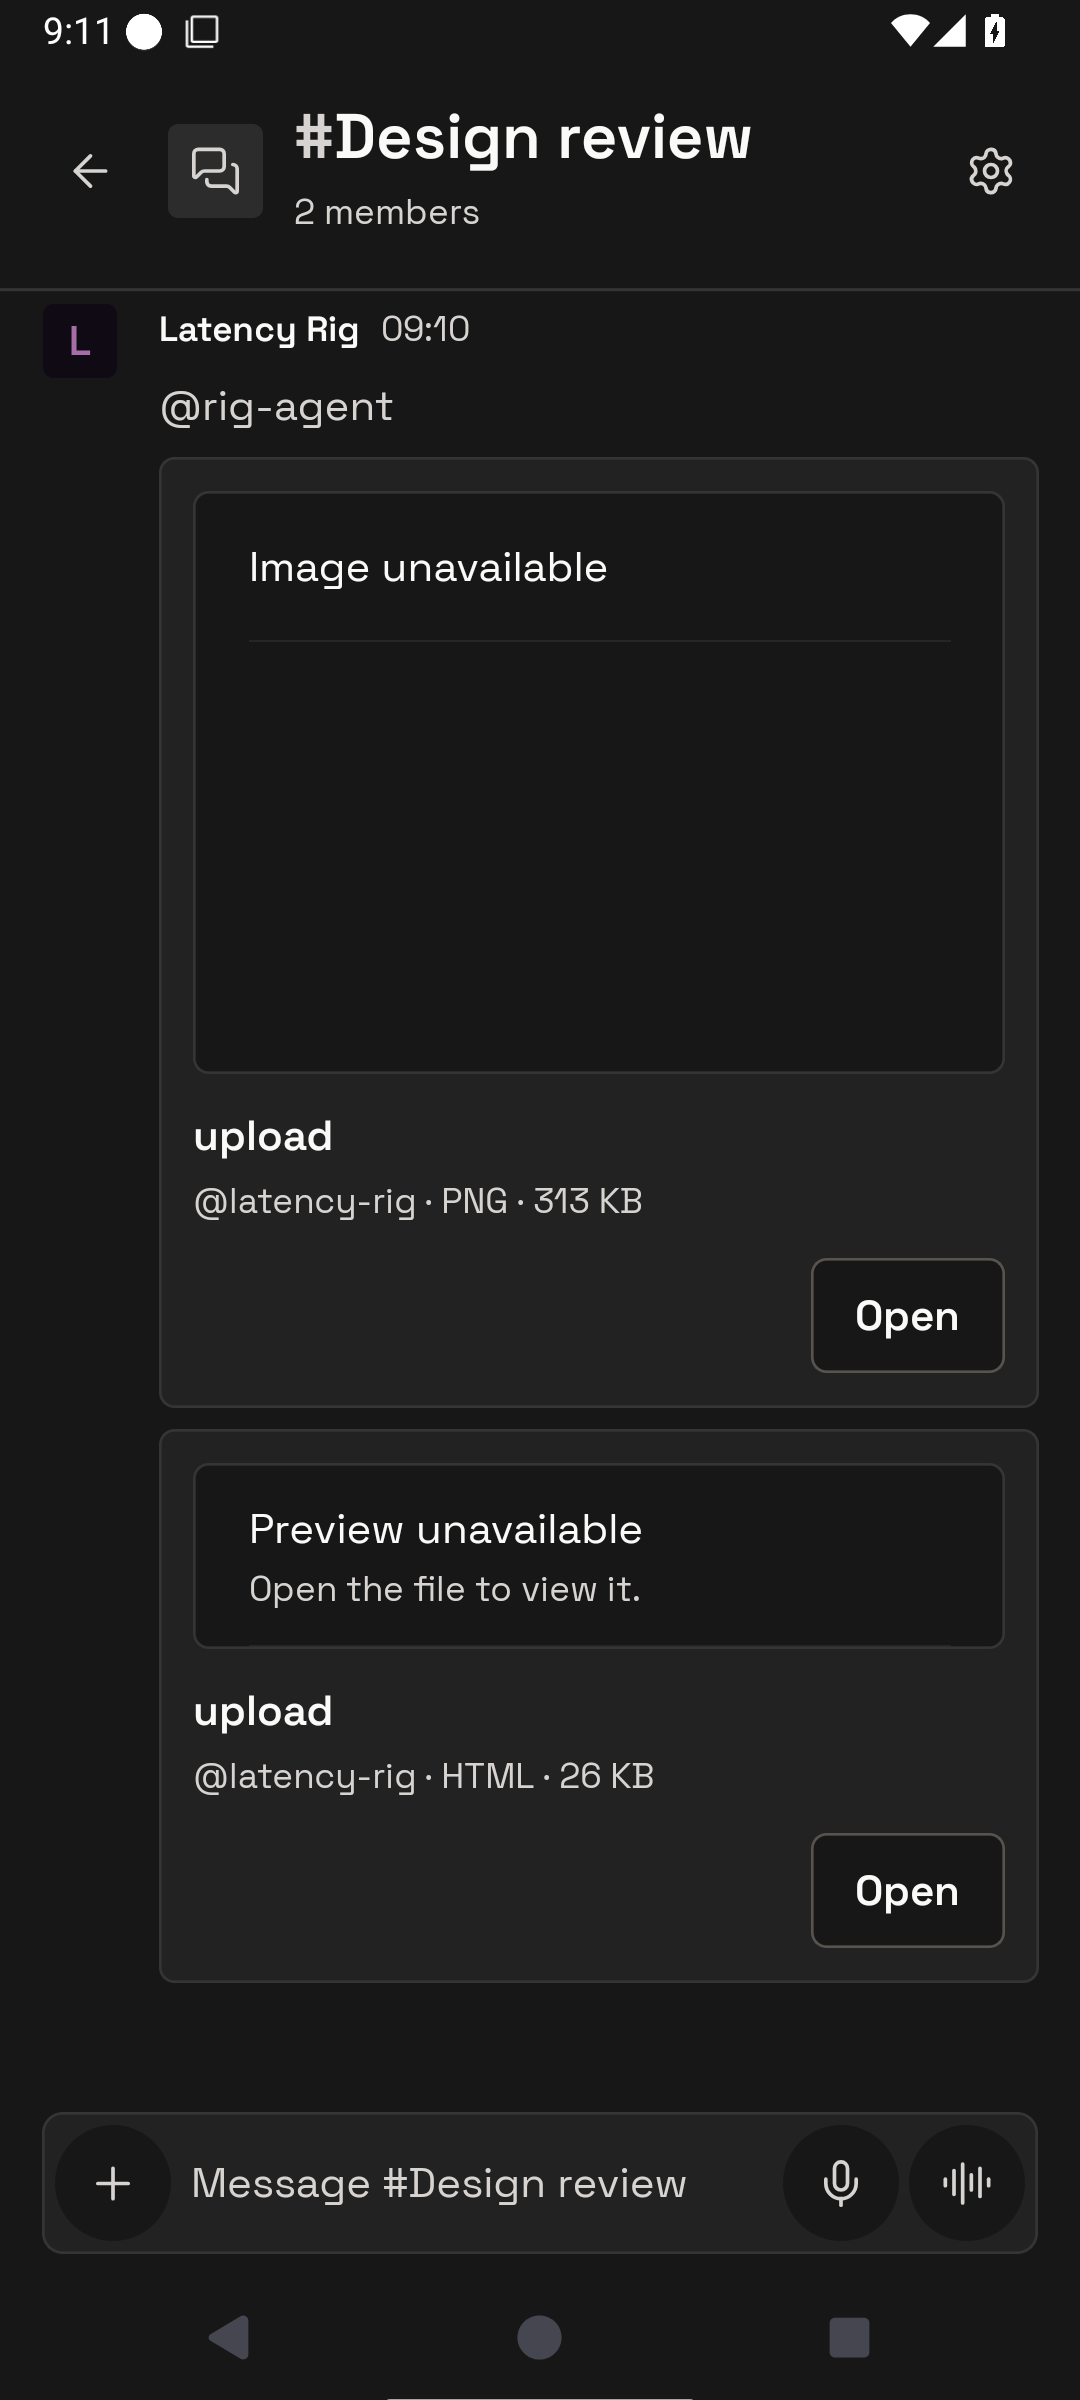 9:11
#Design review
2 members
L
Latency Rig 09:10
@rig-agent
Image unavailable
upload
@latency-rig · PNG · 313 KB
Open
Preview unavailable
Open the file to view it.
upload
@latency-rig · HTML · 26 KB
Open
Message #Design review